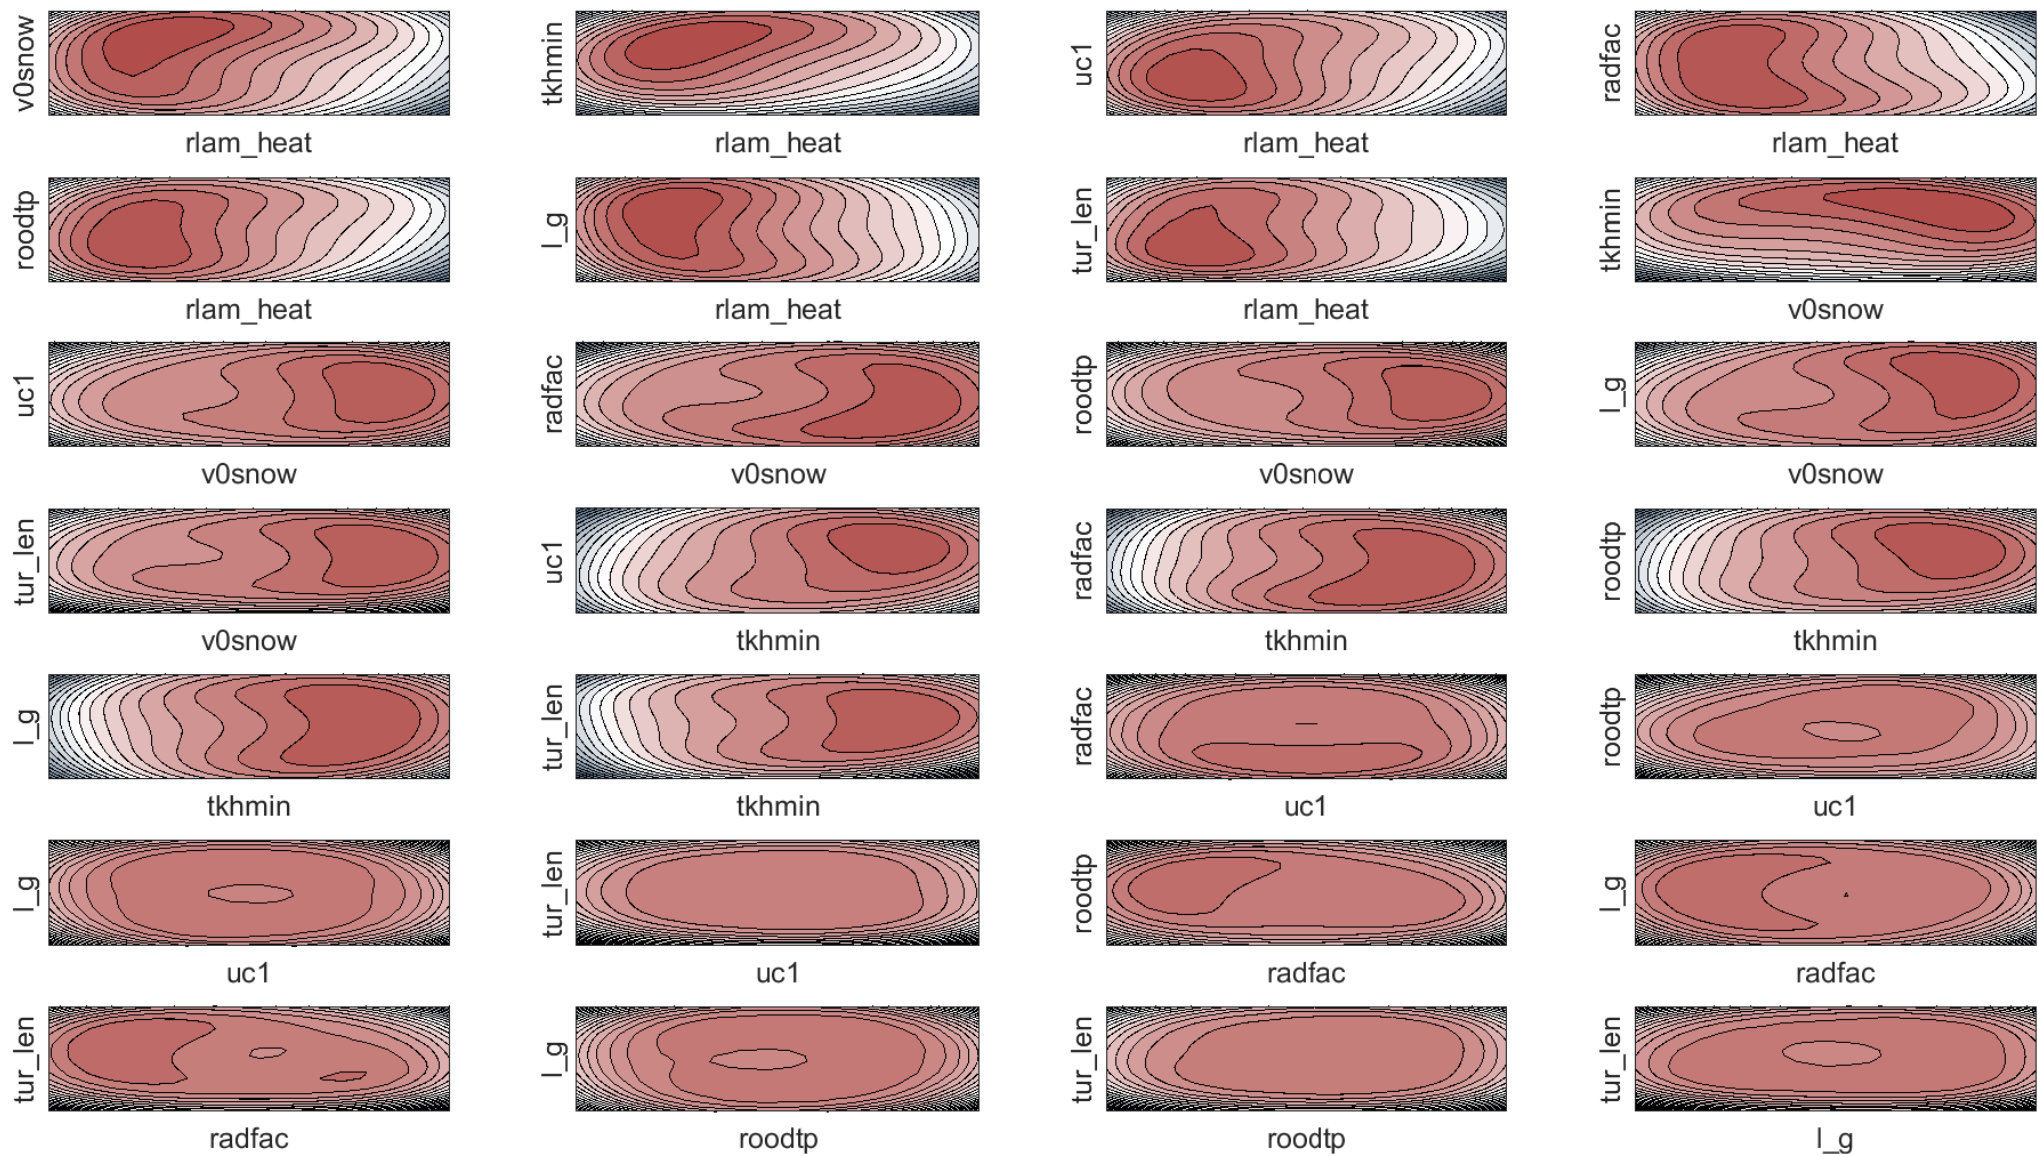 v0snow
rlam_heat
tkhmin
rlam_heat
uc1
rlam_heat
radfac
rlam_heat
roodtp
rlam_heat
l_g
rlam_heat
tur_len
rlam_heat
tkhmin
v0snow
uc1
v0snow
radfac
v0snow
roodtp
v0snow
l_g
v0snow
tur_len
v0snow
uc1
tkhmin
radfac
tkhmin
roodtp
tkhmin
l_g
tkhmin
tur_len
tkhmin
radfac
uc1
roodtp
uc1
l_g
uc1
tur_len
uc1
roodtp
radfac
l_g
radfac
tur_len
radfac
l_g
roodtp
tur_len
roodtp
tur_len
l_g